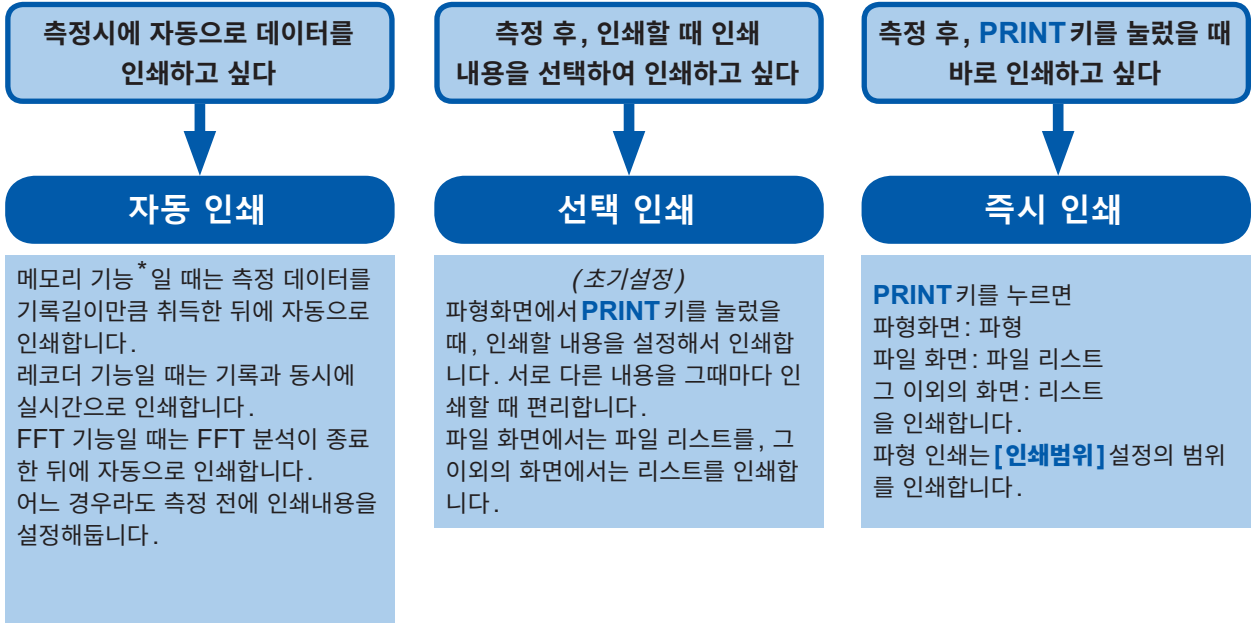 측정시에 자동으로 데이터를
인쇄하고 싶다
자동 인쇄
메모리 기능*일 때는 측정 데이터를
기록길이만큼 취득한 뒤에 자동으로
인쇄합니다.
레코더 기능일 때는 기록과 동시에
실시간으로 인쇄합니다.
FFT 기능일 때는 FFT 분석이 종료
한 뒤에 자동으로 인쇄합니다.
어느 경우라도 측정 전에 인쇄내용을
설정해둡니다.
측정 후, 인쇄할 때 인쇄
내용을 선택하여 인쇄하고 싶다
선택 인쇄
(초기설정)
파형화면에서 PRINT 키를 눌렀을
때, 인쇄할 내용을 설정해서 인쇄합
니다. 서로 다른 내용을 그때마다 인
쇄할 때 편리합니다.
파일 화면에서는 파일 리스트를, 그
이외의 화면에서는 리스트를 인쇄합
니다.
측정 후, PRINT 키를 눌렀을 때
바로 인쇄하고 싶다
즉시 인쇄
PRINT 키를 누르면
파형화면: 파형
파일 화면: 파일 리스트
그 이외의 화면: 리스트
을 인쇄합니다.
파형 인쇄는 [인쇄범위] 설정의 범위
를 인쇄합니다.